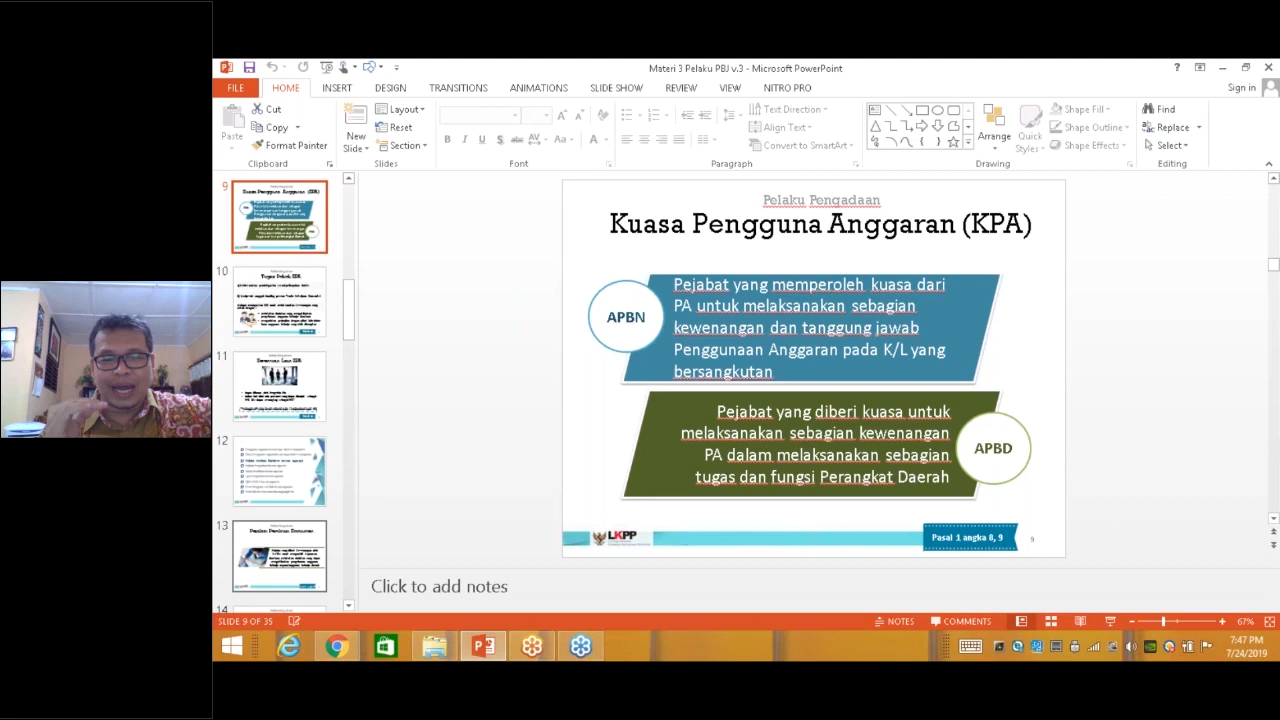 Materi 3 Pelaku PBJ v.3 - Microsoft PowerPoint
FILE HOME INSERT DESIGN TRANSITIONS ANIMATIONS SLIDE SHOW REVIEW VIEW NITRO PRO Sign in
Paste
Cut
Copy
Format Painter
Clipboard
New
Slide
Layout
Reset
Section
Slides
Font
Text Direction
Align Text
Convert to SmartArt
Paragraph
Arrange
Quick
Styles
Shape Fill
Shape Outline
Shape Effects
Drawing
Find
Replace
Select
Editing
9
10
11
12
13
14
Pelaku Pengadaan
Kuasa Pengguna Anggaran (KPA)
APBN
Pejabat yang memperoleh kuasa dari
PA untuk melaksanakan sebagian
kewenangan dan tanggung jawab
Penggunaan Anggaran pada K/L yang
bersangkutan
Pejabat yang diberi kuasa untuk
melaksanakan sebagian kewenangan
PA dalam melaksanakan sebagian
tugas dan fungsi Perangkat Daerah
APBD
LKPP
Pasal 1 angka 8, 9
9
Click to add notes
SLIDE 9 OF 35
NOTES COMMENTS 67%
7:47 PM
7/24/2019